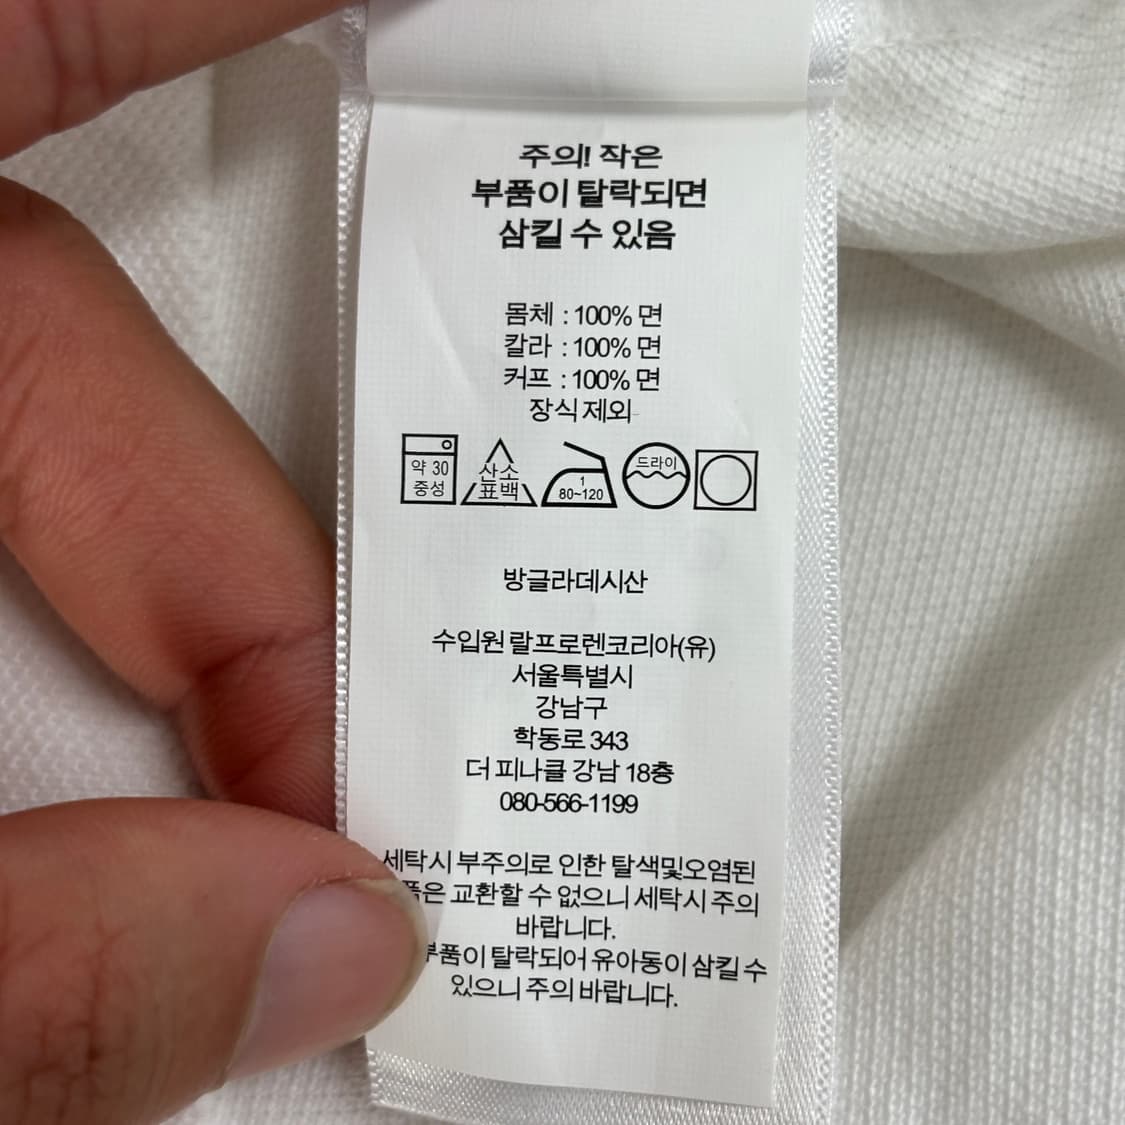 주의! 작은
부품이 탈락되면
삼킬 수 있음
몸체 : 100% 면
칼라 : 100% 면
커프 : 100% 면
장식 제외
약 30
중성
산소
표백
1
80~120
드라이
방글라데시산
수입원 랄프로렌코리아(유)
서울특별시
강남구
학동로 343
더 피나클 강남 18층
080-566-1199
세탁시 부주의로 인한 탈색및오염된
교환할 수 없으니 세탁시 주의
바랍니다.
탈락되어 유아동이 삼킬 수
있으니 주의 바랍니다.